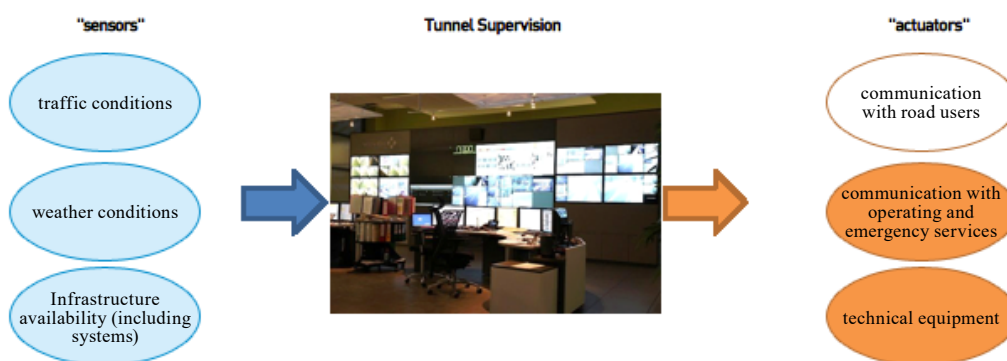 "sensors"
Tunnel Supervision
"actuators"
traffic conditions
communication
with road users
weather conditions
communication with
operating and
emergency services
Infrastructure
availability (including
systems)
technical equipment